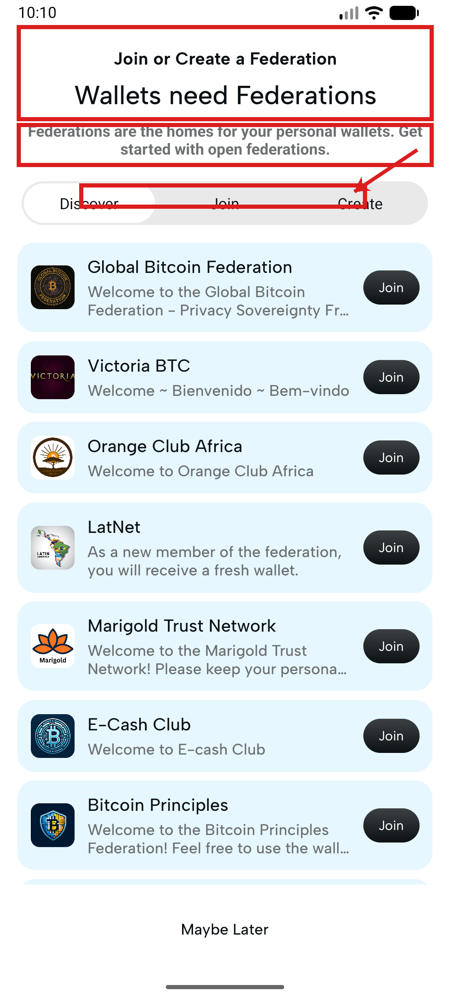 10:10
Join or Create a Federation
Wallets need Federations
Federations are the homes for your personal wallets. Get
started with open federations.
Discover
Join
Create
Global Bitcoin Federation
Welcome to the Global Bitcoin
Federation - Privacy Sovereignty Fr...
Join
GLOBAL BITCOIN
FEDERATION
Victoria BTC
Welcome ~ Bienvenido ~ Bem-vindo
Join
VICTORIA
Orange Club Africa
Welcome to Orange Club Africa
Join
LatNet
As a new member of the federation,
you will receive a fresh wallet.
Join
LATIN
AMERICA
Marigold Trust Network
Welcome to the Marigold Trust
Network! Please keep your persona...
Join
Marigold
E-Cash Club
Welcome to E-cash Club
Join
Bitcoin Principles
Welcome to the Bitcoin Principles
Federation! Feel free to use the wall...
Join
Maybe Later